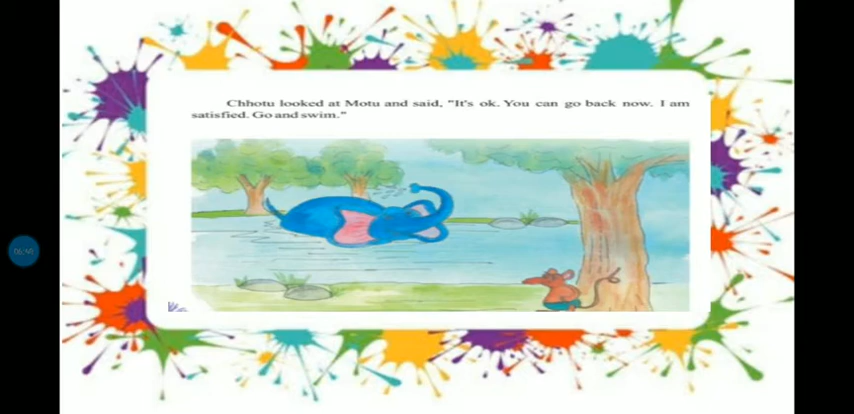 Chhotu looked at Motu and said, "It's ok. You can go back now. I am
satisfied. Go and swim."